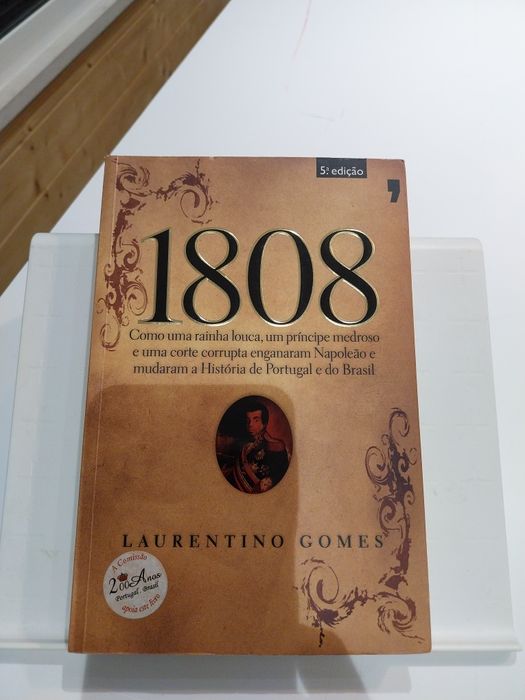 5.ª edição
1808
Como uma rainha louca, um príncipe medroso
e uma corte corrupta enganaram Napoleão e
mudaram a História de Portugal e do Brasil
LAURENTINO GOMES
A Comissão
200 Anos
Portugal . Brasil
apoia este livro